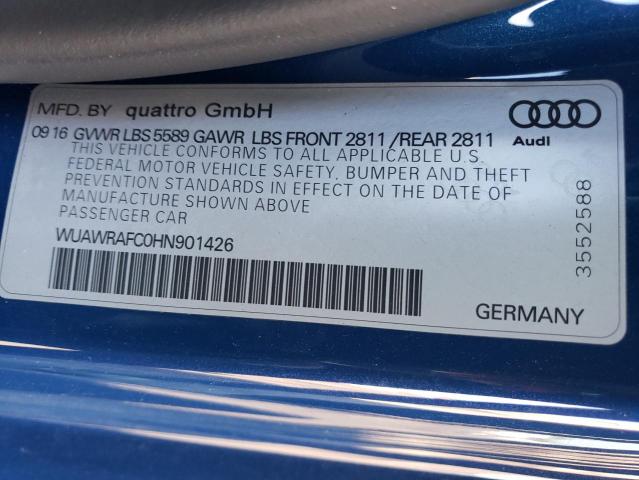 MFD. BY quattro GmbH
09 16 GVWR LBS 5589 GAWR LBS FRONT 2811 /REAR 2811
Audi
THIS VEHICLE CONFORMS TO ALL APPLICABLE U.S.
FEDERAL MOTOR VEHICLE SAFETY, BUMPER AND THEFT
PREVENTION STANDARDS IN EFFECT ON THE DATE OF
MANUFACTURE SHOWN ABOVE
PASSENGER CAR
WUAWRAFC0HN901426
3552588
GERMANY